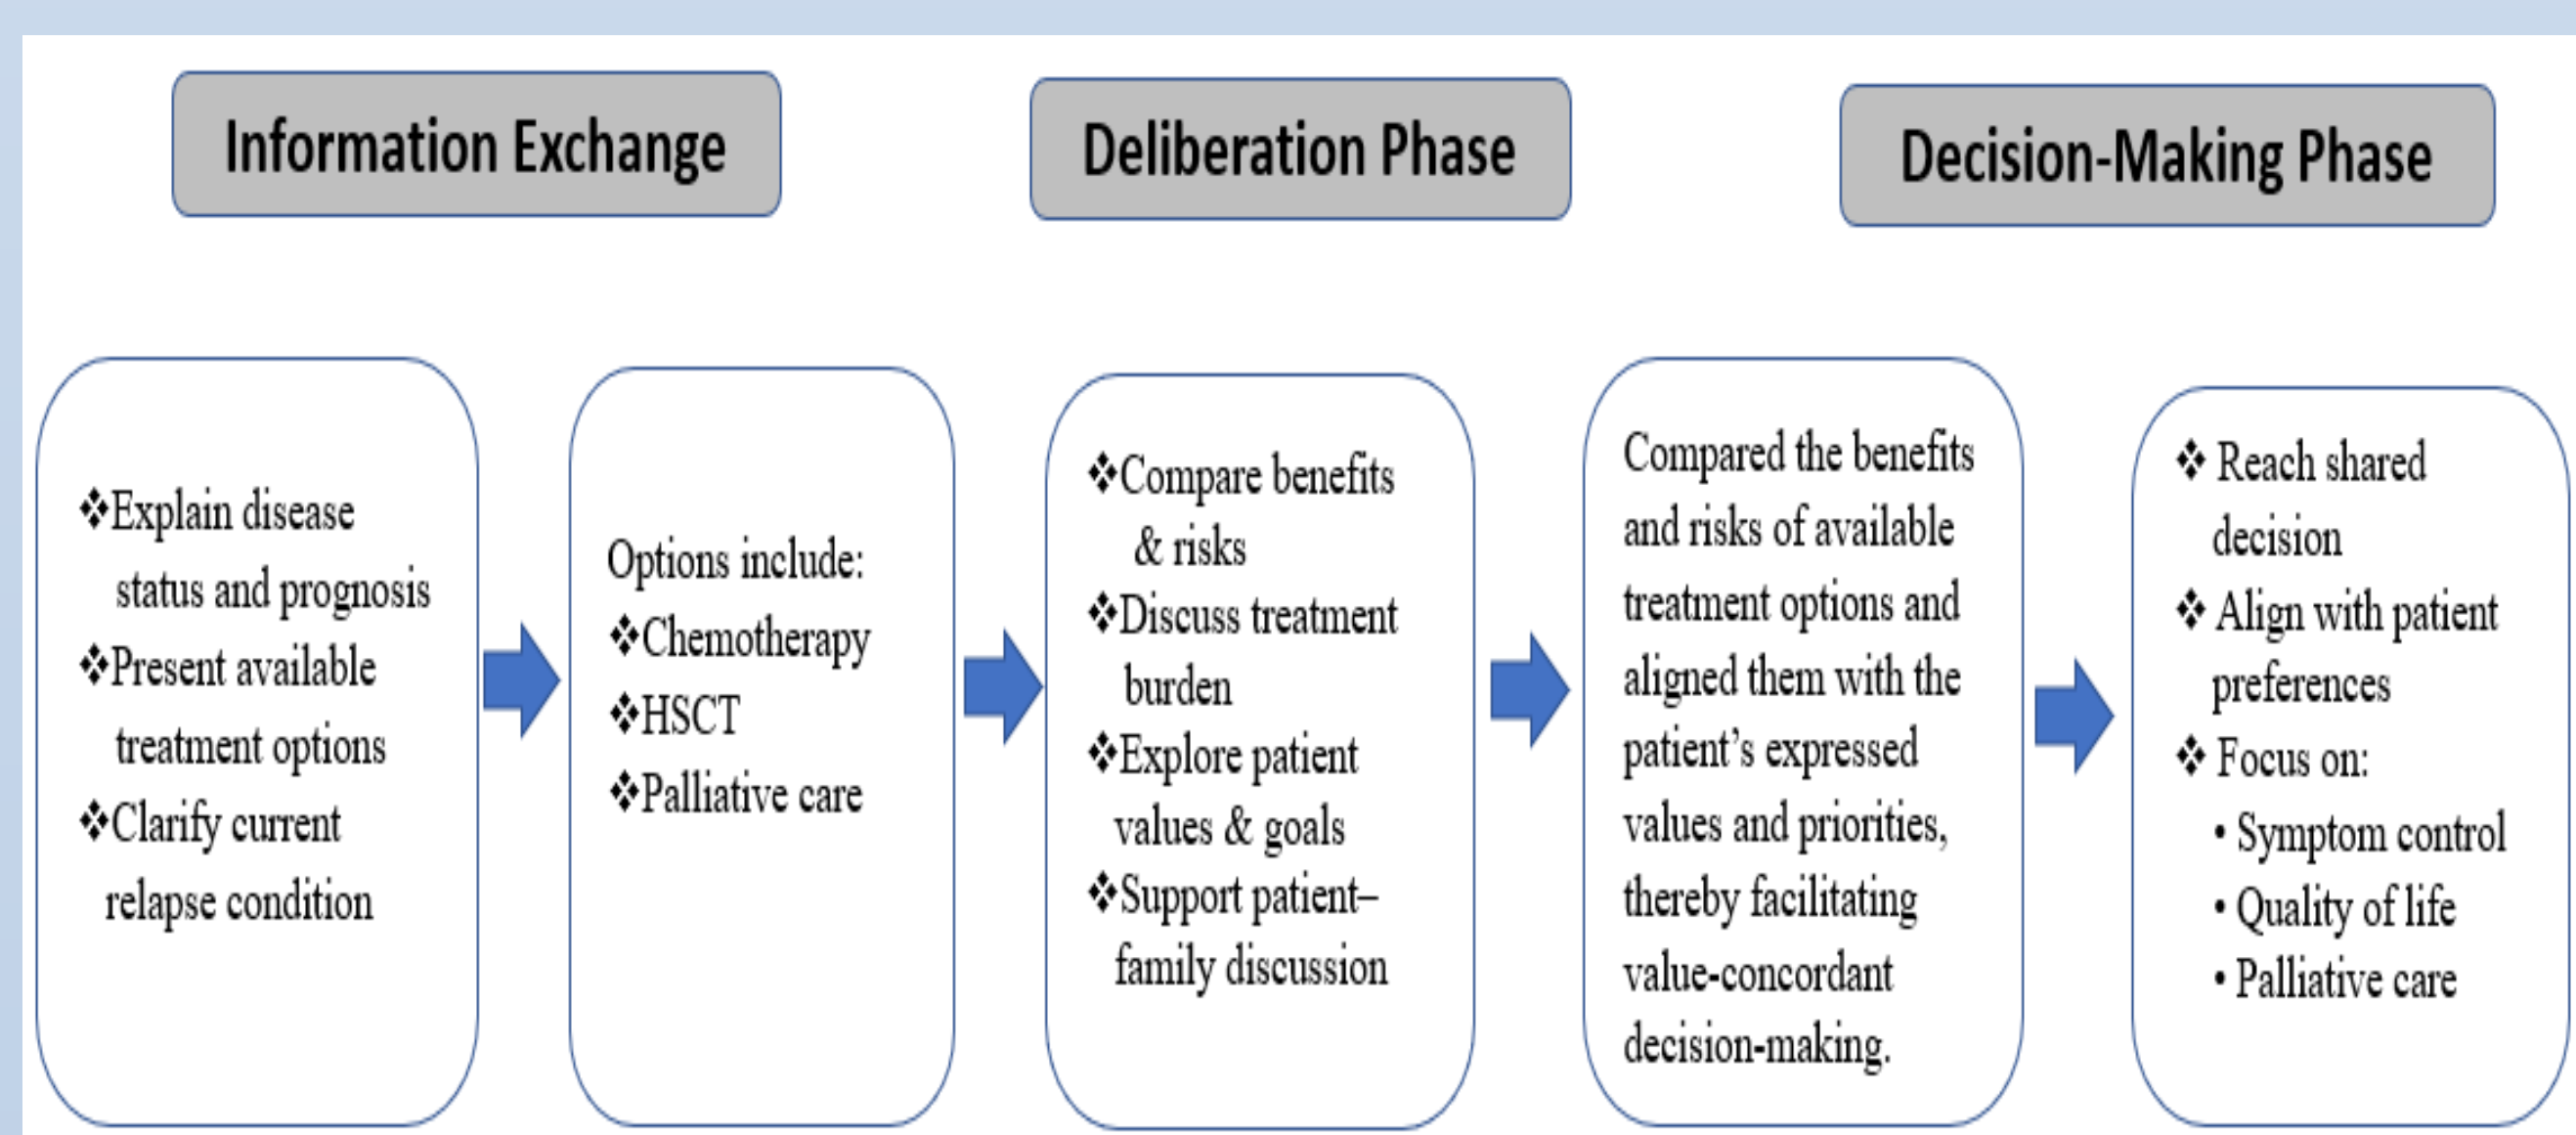 Information Exchange
Deliberation Phase
Decision-Making Phase
❖Explain disease
status and prognosis
❖Present available
treatment options
❖Clarify current
relapse condition
Options include:
❖Chemotherapy
❖HSCT
❖Palliative care
❖Compare benefits
& risks
❖Discuss treatment
burden
❖Explore patient
values & goals
❖Support patient–
family discussion
Compared the benefits
and risks of available
treatment options and
aligned them with the
patient’s expressed
values and priorities,
thereby facilitating
value-concordant
decision-making.
❖ Reach shared
decision
❖ Align with patient
preferences
❖ Focus on:
• Symptom control
• Quality of life
• Palliative care